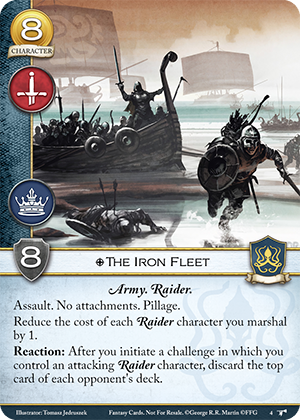 8
CHARACTER
8
THE IRON FLEET
Army. Raider.
Assault. No attachments. Pillage.
Reduce the cost of each Raider character you marshal
by 1.
Reaction: After you initiate a challenge in which you
control an attacking Raider character, discard the top
card of each opponent's deck.
Illustrator: Tomasz Jedruszek Fantasy Cards. Not For Resale. ©George R.R. Martin ©FFG 4